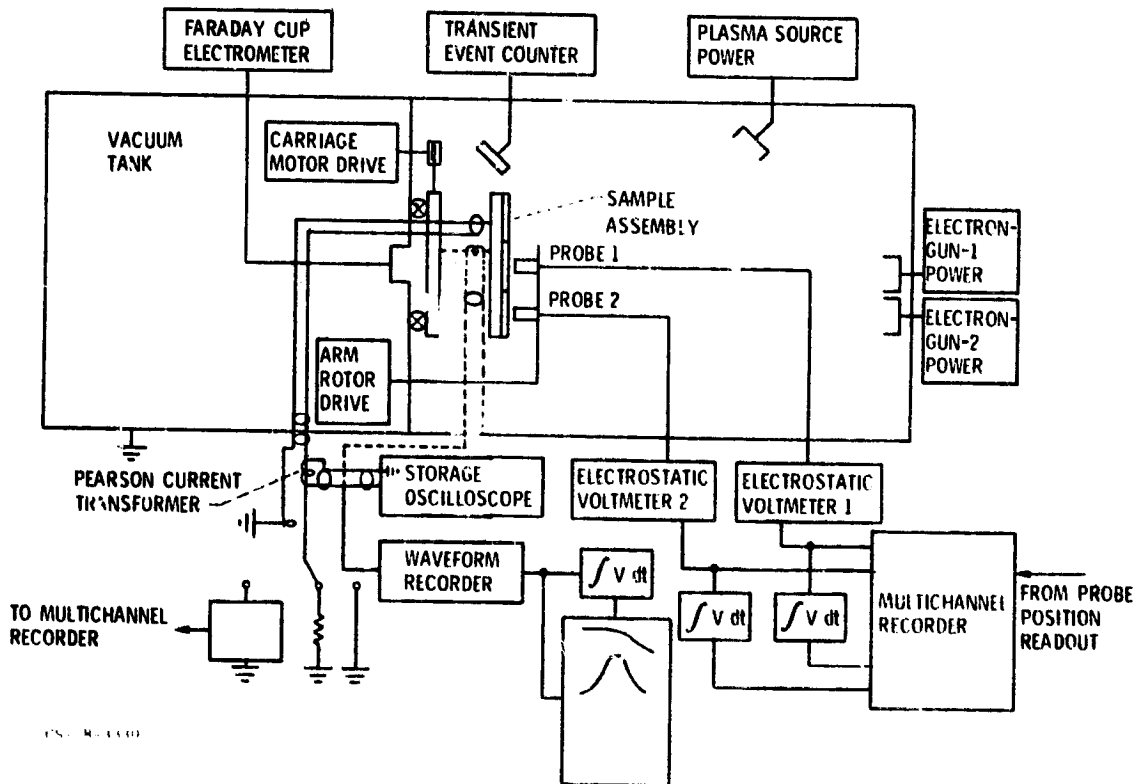 FARADAY CUP
ELECTROMETER
TRANSIENT
EVENT COUNTER
PLASMA SOURCE
POWER
VACUUM
TANK
CARRIAGE
MOTOR DRIVE
SAMPLE
ASSEMBLY
PROBE 1
PROBE 2
ELECTRON-
GUN-1
POWER
ELECTRON-
GUN-2
POWER
ARM
ROTOR
DRIVE
PEARSON CURRENT
TRANSFORMER
STORAGE
OSCILLOSCOPE
ELECTROSTATIC
VOLTMETER 2
ELECTROSTATIC
VOLTMETER 1
WAVEFORM
RECORDER
∫ V dt
∫ V dt
∫ V dt
MULTICHANNEL
RECORDER
FROM PROBE
POSITION
READOUT
TO MULTICHANNEL
RECORDER